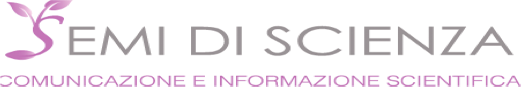 SEMI DI SCIENZA
COMUNICAZIONE E INFORMAZIONE SCIENTIFICA